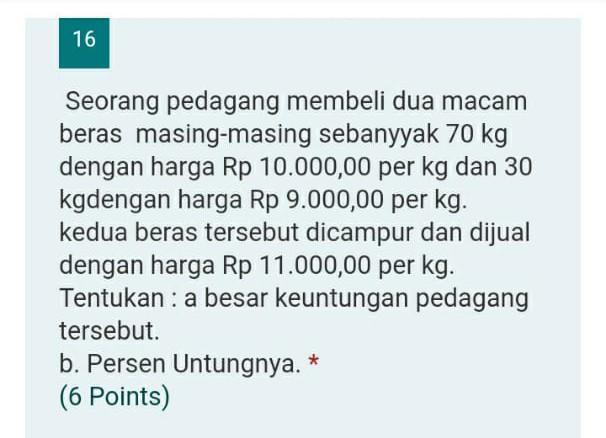 16
Seorang pedagang membeli dua macam
beras masing-masing sebanyyak 70 kg
dengan harga Rp 10.000,00 per kg dan 30
kgdengan harga Rp 9.000,00 per kg.
kedua beras tersebut dicampur dan dijual
dengan harga Rp 11.000,00 per kg.
Tentukan : a besar keuntungan pedagang
tersebut.
b. Persen Untungnya. *
(6 Points)